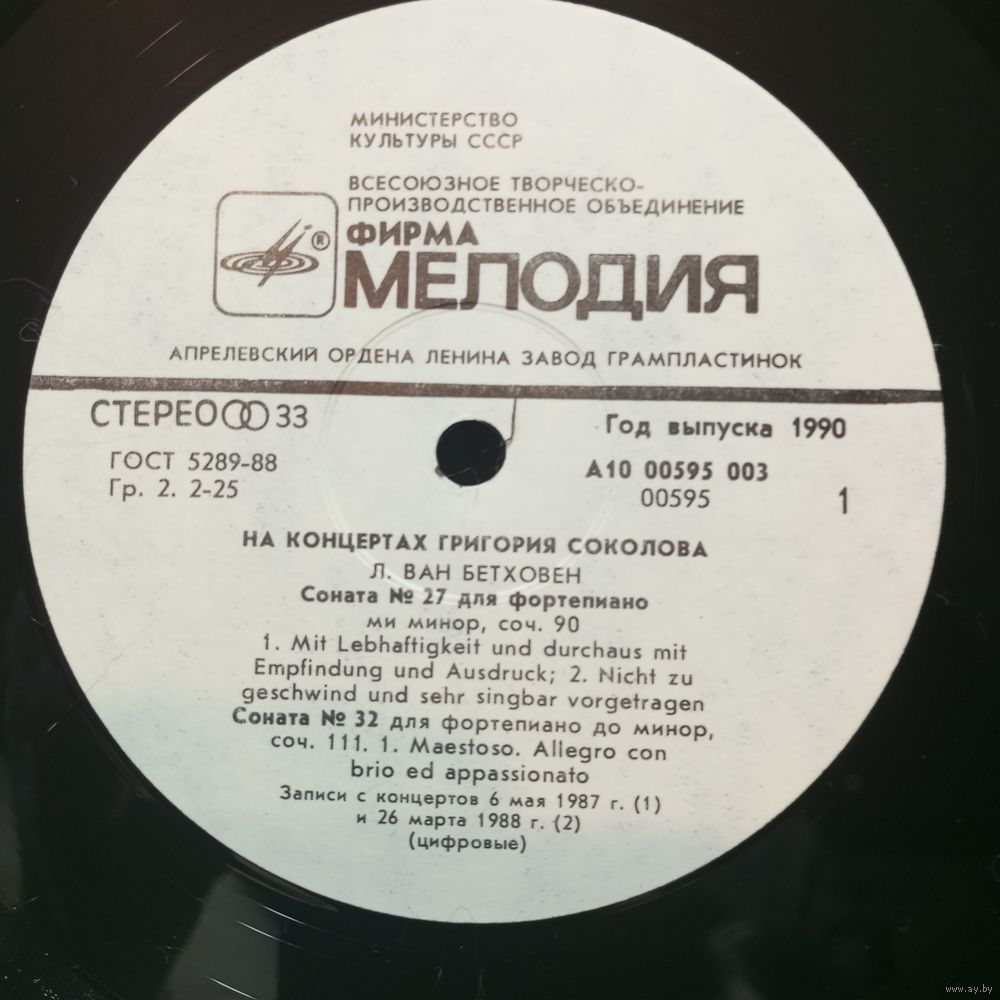 МИНИСТЕРСТВО
КУЛЬТУРЫ СССР
ВСЕСОЮЗНОЕ ТВОРЧЕСКО-
ПРОИЗВОДСТВЕННОЕ ОБЪЕДИНЕНИЕ
®
ФИРМА
МЕЛОДИЯ
АПРЕЛЕВСКИЙ ОРДЕНА ЛЕНИНА ЗАВОД ГРАМПЛАСТИНОК
СТЕРЕО 33
Год выпуска 1990
ГОСТ 5289-88
А10 00595 003
Гр. 2. 2-25
00595
1
НА КОНЦЕРТАХ ГРИГОРИЯ СОКОЛОВА
Л. ВАН БЕТХОВЕН
Соната № 27 для фортепиано
ми минор, соч. 90
1. Mit Lebhaftigkeit und durchaus mit
Empfindung und Ausdruck; 2. Nicht zu
geschwind und sehr singbar vorgetragen
Соната № 32 для фортепиано до минор,
соч. 111. 1. Maestoso. Allegro con
brio ed appassionato
Записи с концертов 6 мая 1987 г. (1)
и 26 марта 1988 г. (2)
(цифровые)
www.ay.by